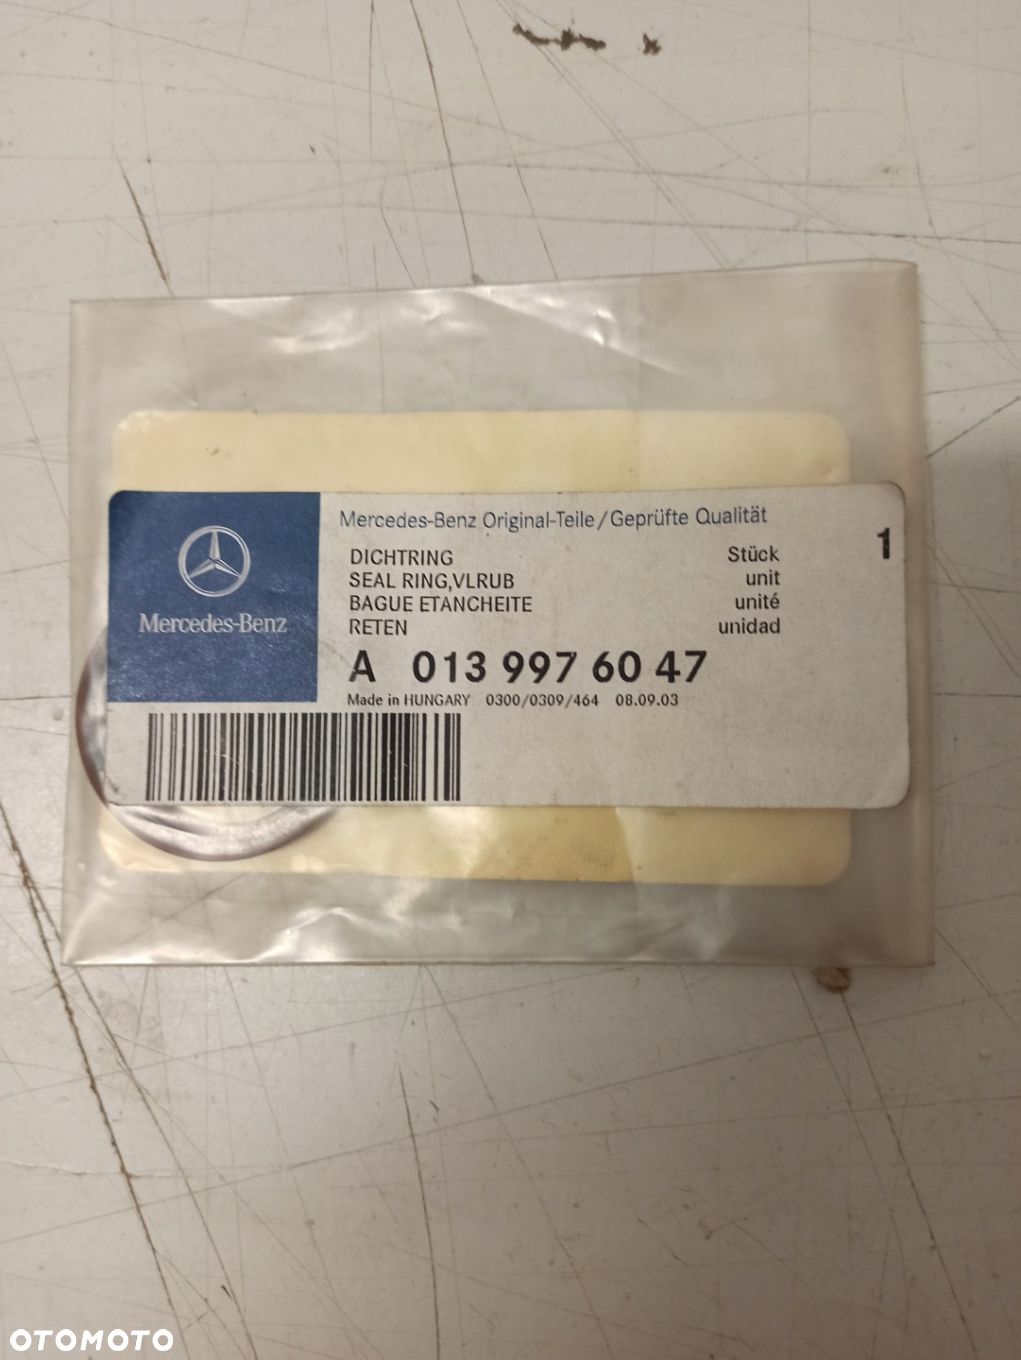 Mercedes-Benz Original-Teile/Geprüfte Qualität
1
DICHTRING Stück
SEAL RING,VLRUB unit
BAGUE ETANCHEITE unité
RETEN unidad
Mercedes-Benz
A 013 997 60 47
Made in HUNGARY 0300/0309/464 08.09.03
OTOMOTO